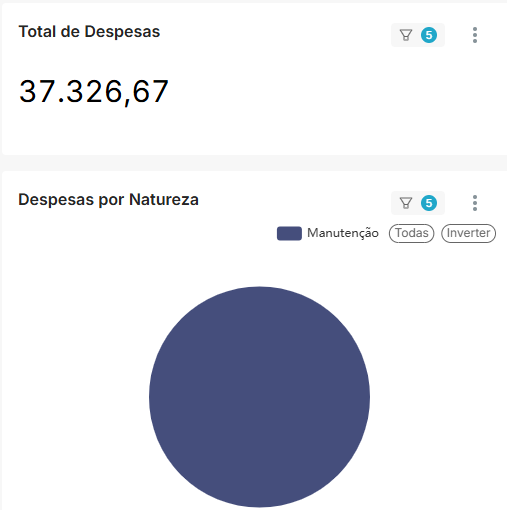 Total de Despesas
5
37.326,67
Despesas por Natureza
5
Manutenção Todas Inverter